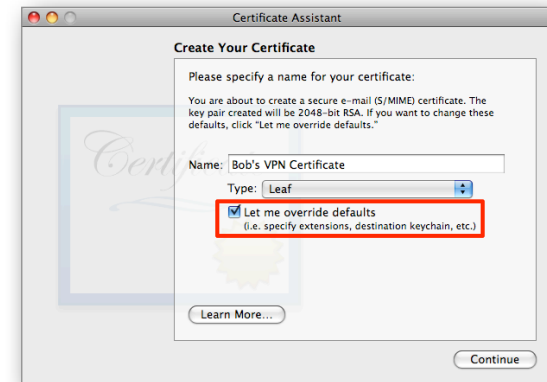 Certificate Assistant
Create Your Certificate
Please specify a name for your certificate:
You are about to create a secure e-mail (S/MIME) certificate. The
key pair created will be 2048-bit RSA. If you want to change these
defaults, click "Let me override defaults."
Name: Bob's VPN Certificate
Type: Leaf
Let me override defaults
(i.e. specify extensions, destination keychain, etc.)
Learn More...
Continue